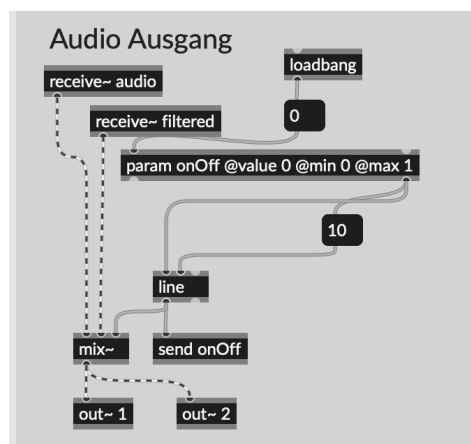 Audio Ausgang
receive~ audio
loadbang
receive~ filtered
0
param onOff @value 0 @min 0 @max 1
10
line
mix~
send onOff
out~ 1
out~ 2